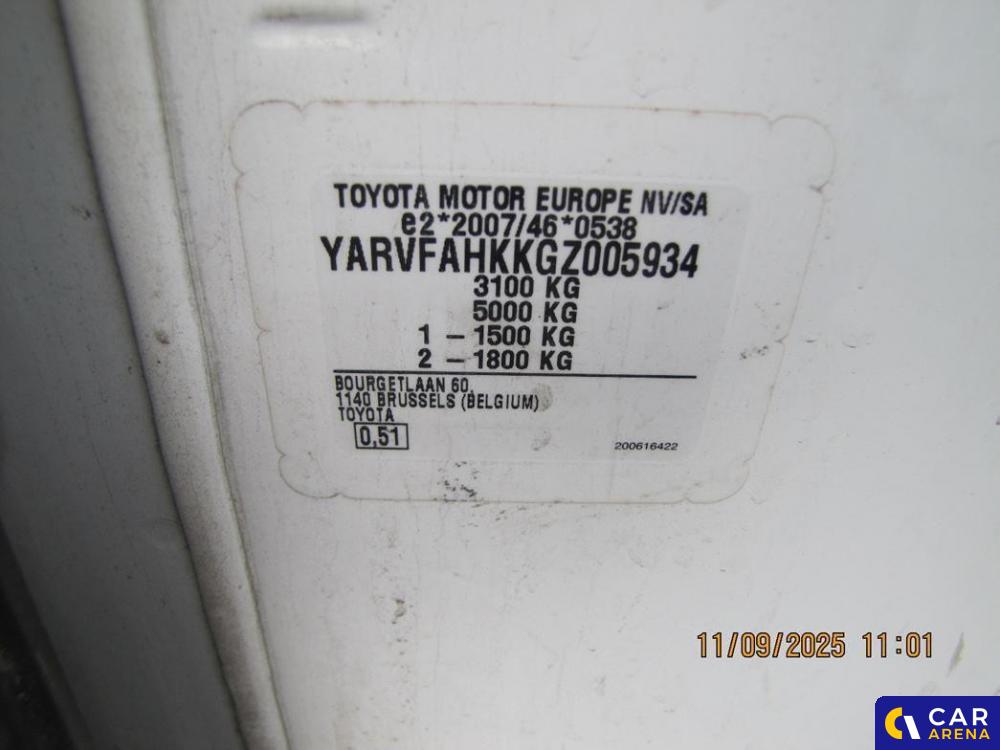 TOYOTA MOTOR EUROPE NV/SA
e2*2007/46*0538
YARVFAHKKGZ005934
3100 KG
5000 KG
1 - 1500 KG
2 - 1800 KG
BOURGETLAAN 60,
1140 BRUSSELS (BELGIUM)
TOYOTA
0,51
200616422
11/09/2025 11:01
CAR
ARENA